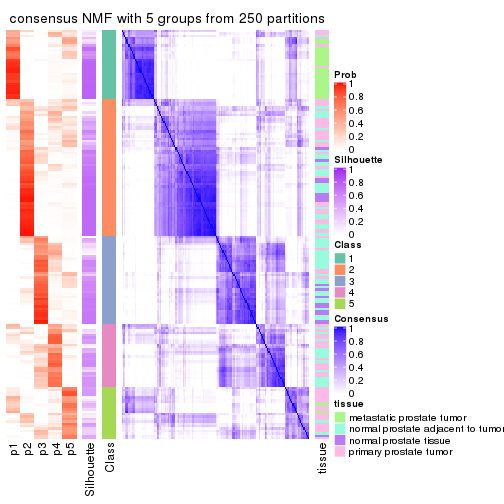 consensus NMF with 5 groups from 250 partitions
Prob
1
0.8
0.6
0.4
0.2
0
Silhouette
1
0.8
0.6
0.4
0.2
0
Class
1
2
3
4
5
Consensus
1
0.8
0.6
0.4
0.2
0
tissue
metastatic prostate tumor
normal prostate adjacent to tumor
normal prostate tissue
primary prostate tumor
p1
p2
p3
p4
p5
Silhouette
Class
tissue